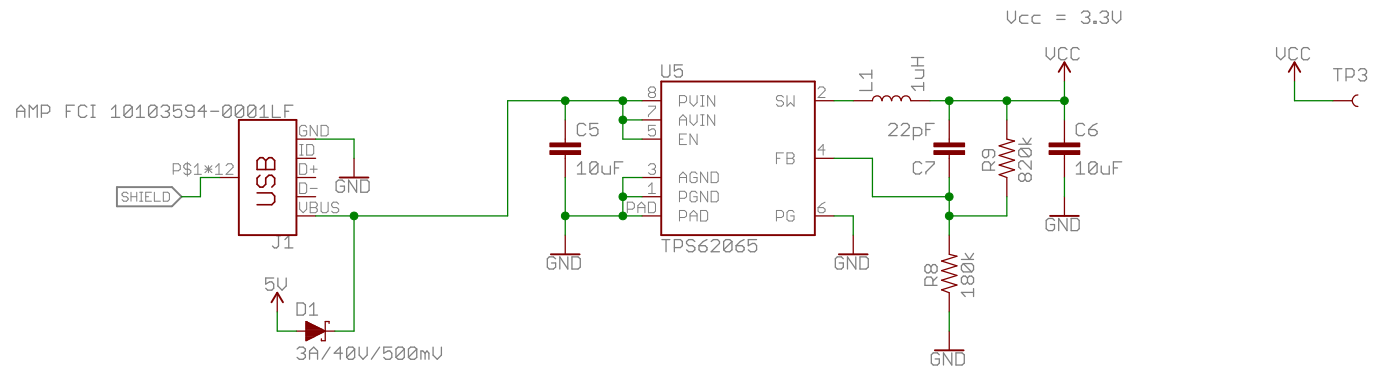 Vcc = 3.3V
VCC
VCC
TP3
AMP FCI 10103594-0001LF
P$1*12
SHIELD
USB
GND
ID
D+
D-
VBUS
J1
GND
5V
D1
3A/40V/500mV
C5
10uF
GND
U5
8 PVIN
7 AVIN
5 EN
3 AGND
1 PGND
PAD PAD
SW 2
FB 4
PG 6
TPS62065
GND
L1
1uH
22pF
C7
R9
820k
C6
10uF
GND
R8
180k
GND